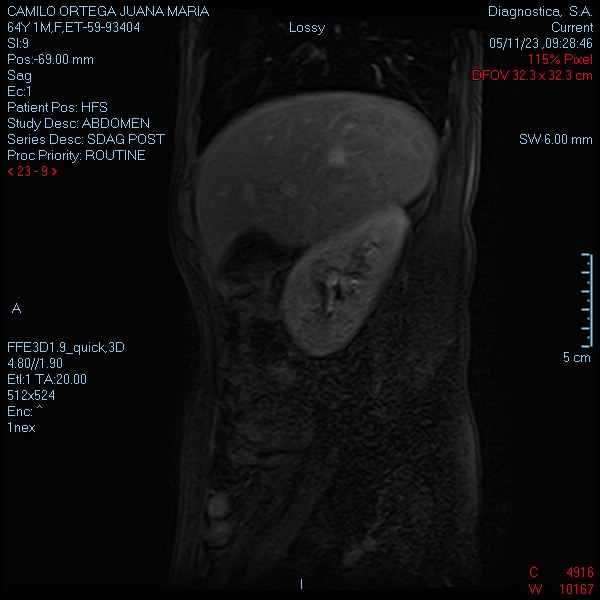 CAMILO ORTEGA JUANA MARIA
64Y 1M,F,ET-59-93404
SI:9
Pos:-69.00 mm
Sag
Ec:1
Patient Pos: HFS
Study Desc: ABDOMEN
Series Desc: SDAG POST
Proc Priority: ROUTINE
< 23 - 9 >
Lossy
Diagnostica, S.A.
Current
05/11/23 ,09:28:46
115% Pixel
DFOV 32.3 x 32.3 cm
SW 6.00 mm
A
5 cm
FFE3D1.9_quick,3D
4.80//1.90
Etl:1 TA:20.00
512x524
Enc: ^
1nex
I
C 4916
W 10167